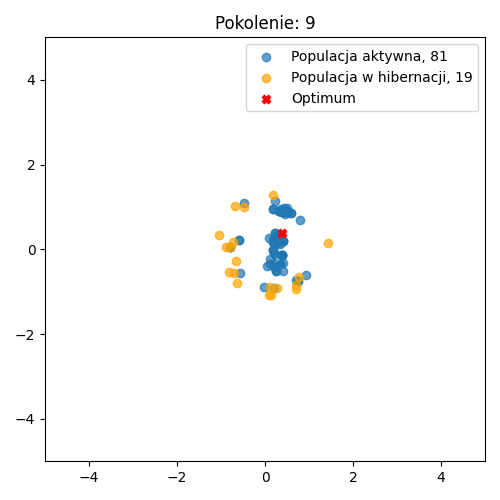 Pokolenie: 9
Populacja aktywna, 81
Populacja w hibernacji, 19
Optimum
4
2
0
−2
−4
−4 −2 0 2 4